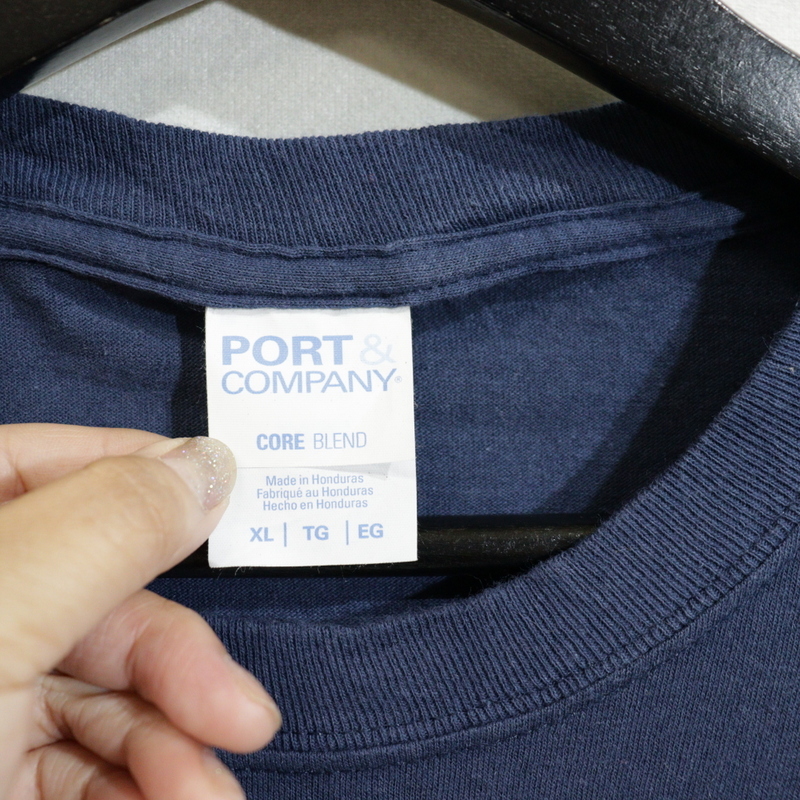 PORT &
COMPANY®
CORE BLEND
Made in Honduras
Fabriqué au Honduras
Hecho en Honduras
XL | TG | EG